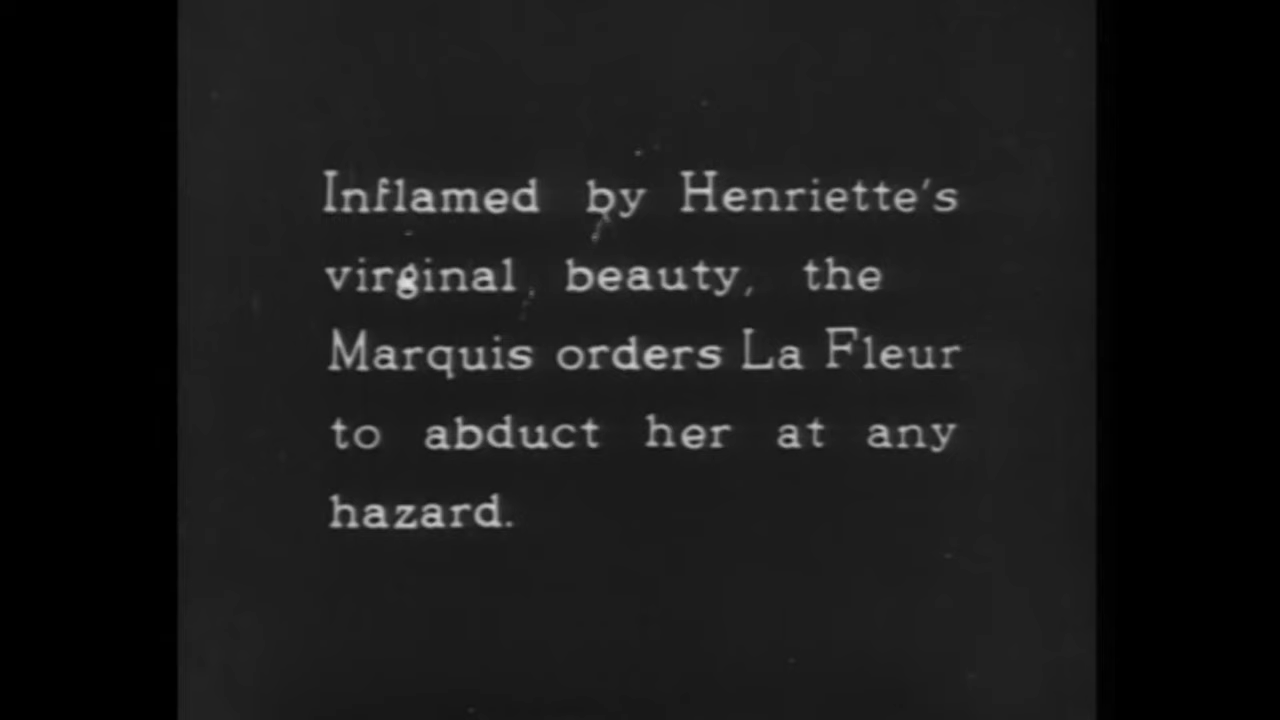 Inflamed by Henriette's
virginal beauty, the
Marquis orders La Fleur
to abduct her at any
hazard.